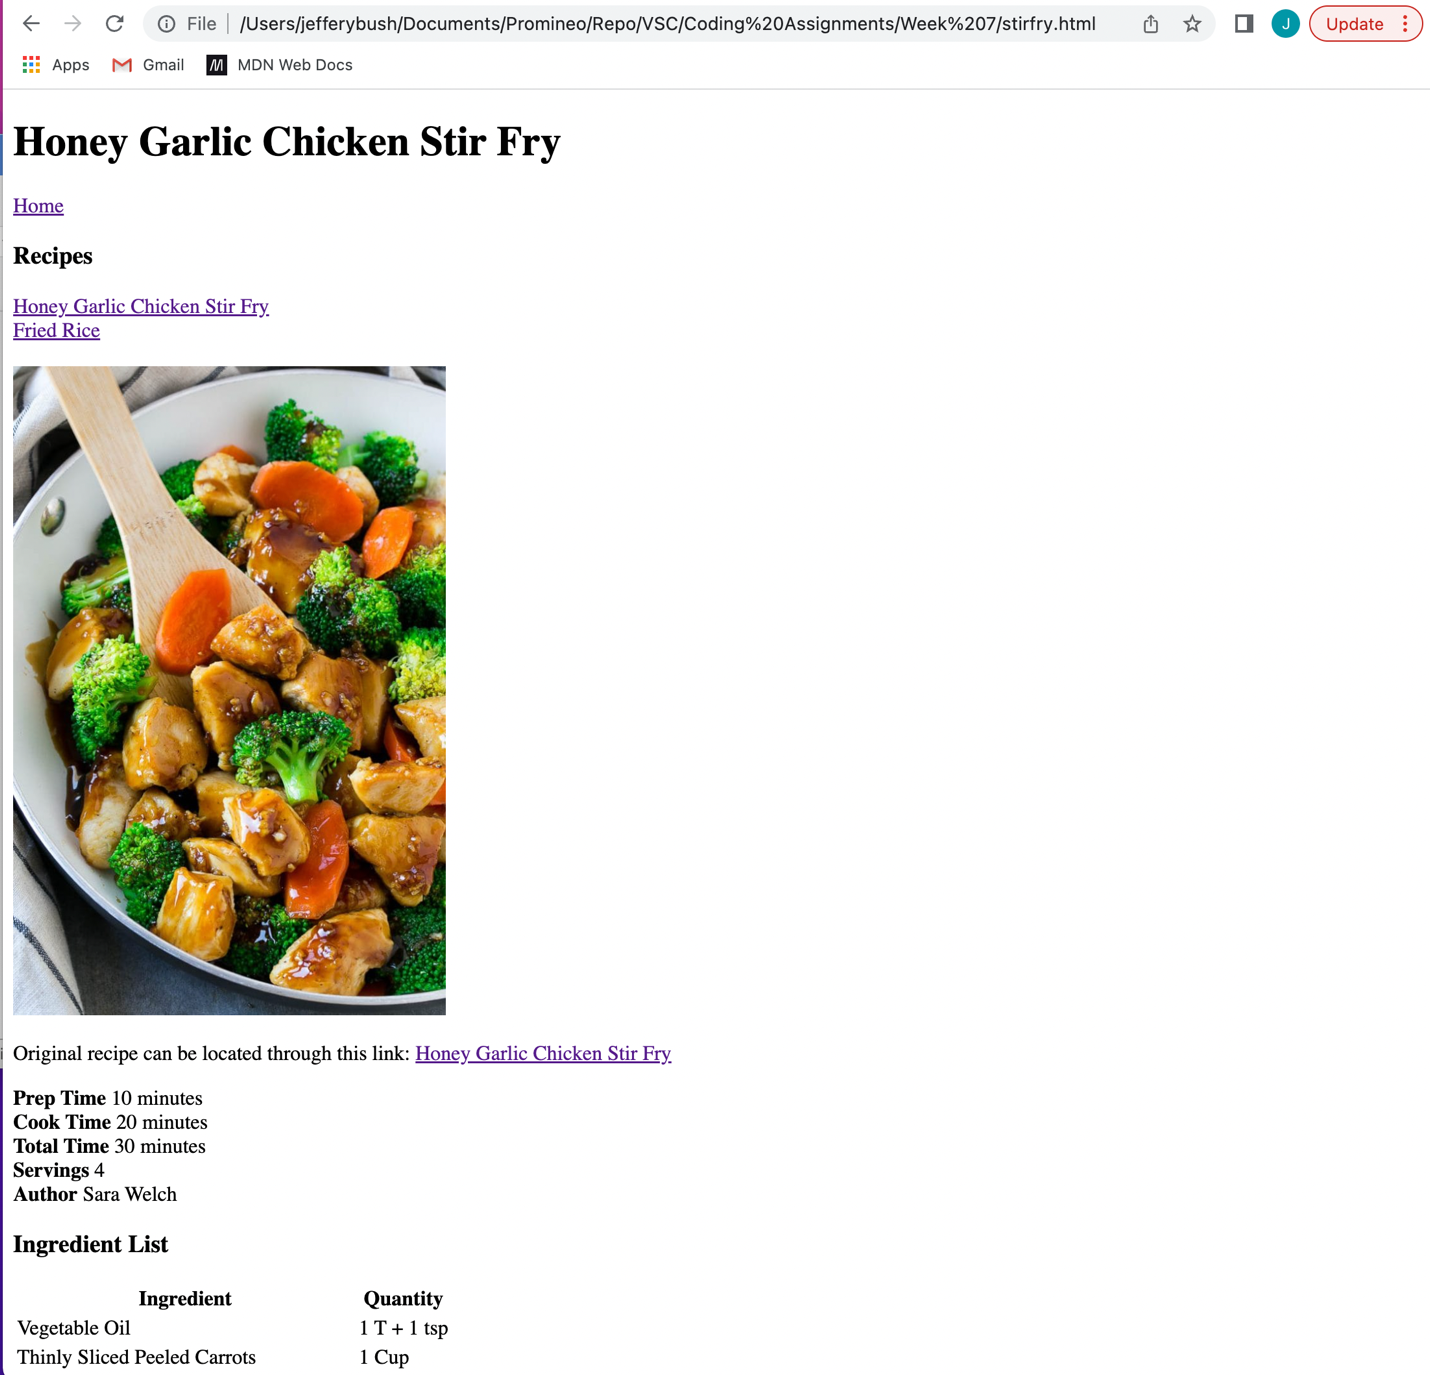 File /Users/jefferybush/Documents/Promineo/Repo/VSC/Coding%20Assignments/Week%207/stirfry.html J Update
Apps Gmail MDN Web Docs
Honey Garlic Chicken Stir Fry
Home
Recipes
Honey Garlic Chicken Stir Fry
Fried Rice
Original recipe can be located through this link: Honey Garlic Chicken Stir Fry
Prep Time 10 minutes
Cook Time 20 minutes
Total Time 30 minutes
Servings 4
Author Sara Welch
Ingredient List
Ingredient Quantity
Vegetable Oil 1 T + 1 tsp
Thinly Sliced Peeled Carrots 1 Cup